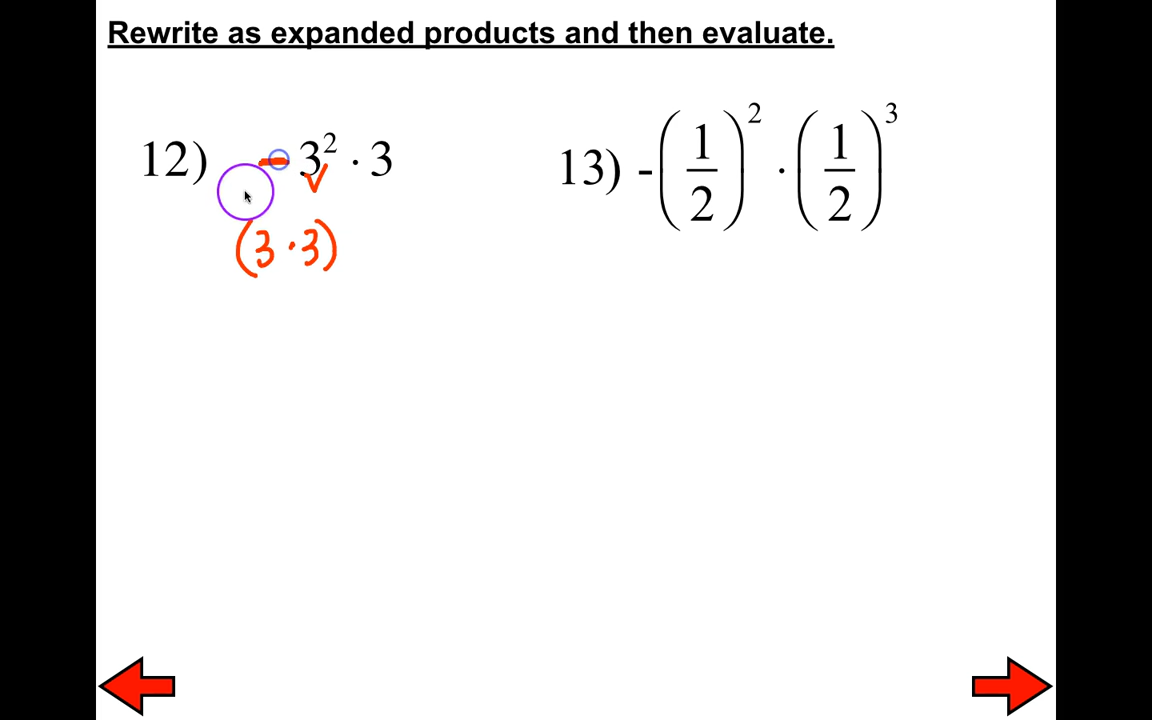 Rewrite as expanded products and then evaluate.
12) - 3² · 3
(3 · 3)
13) -(1/2)² · (1/2)³